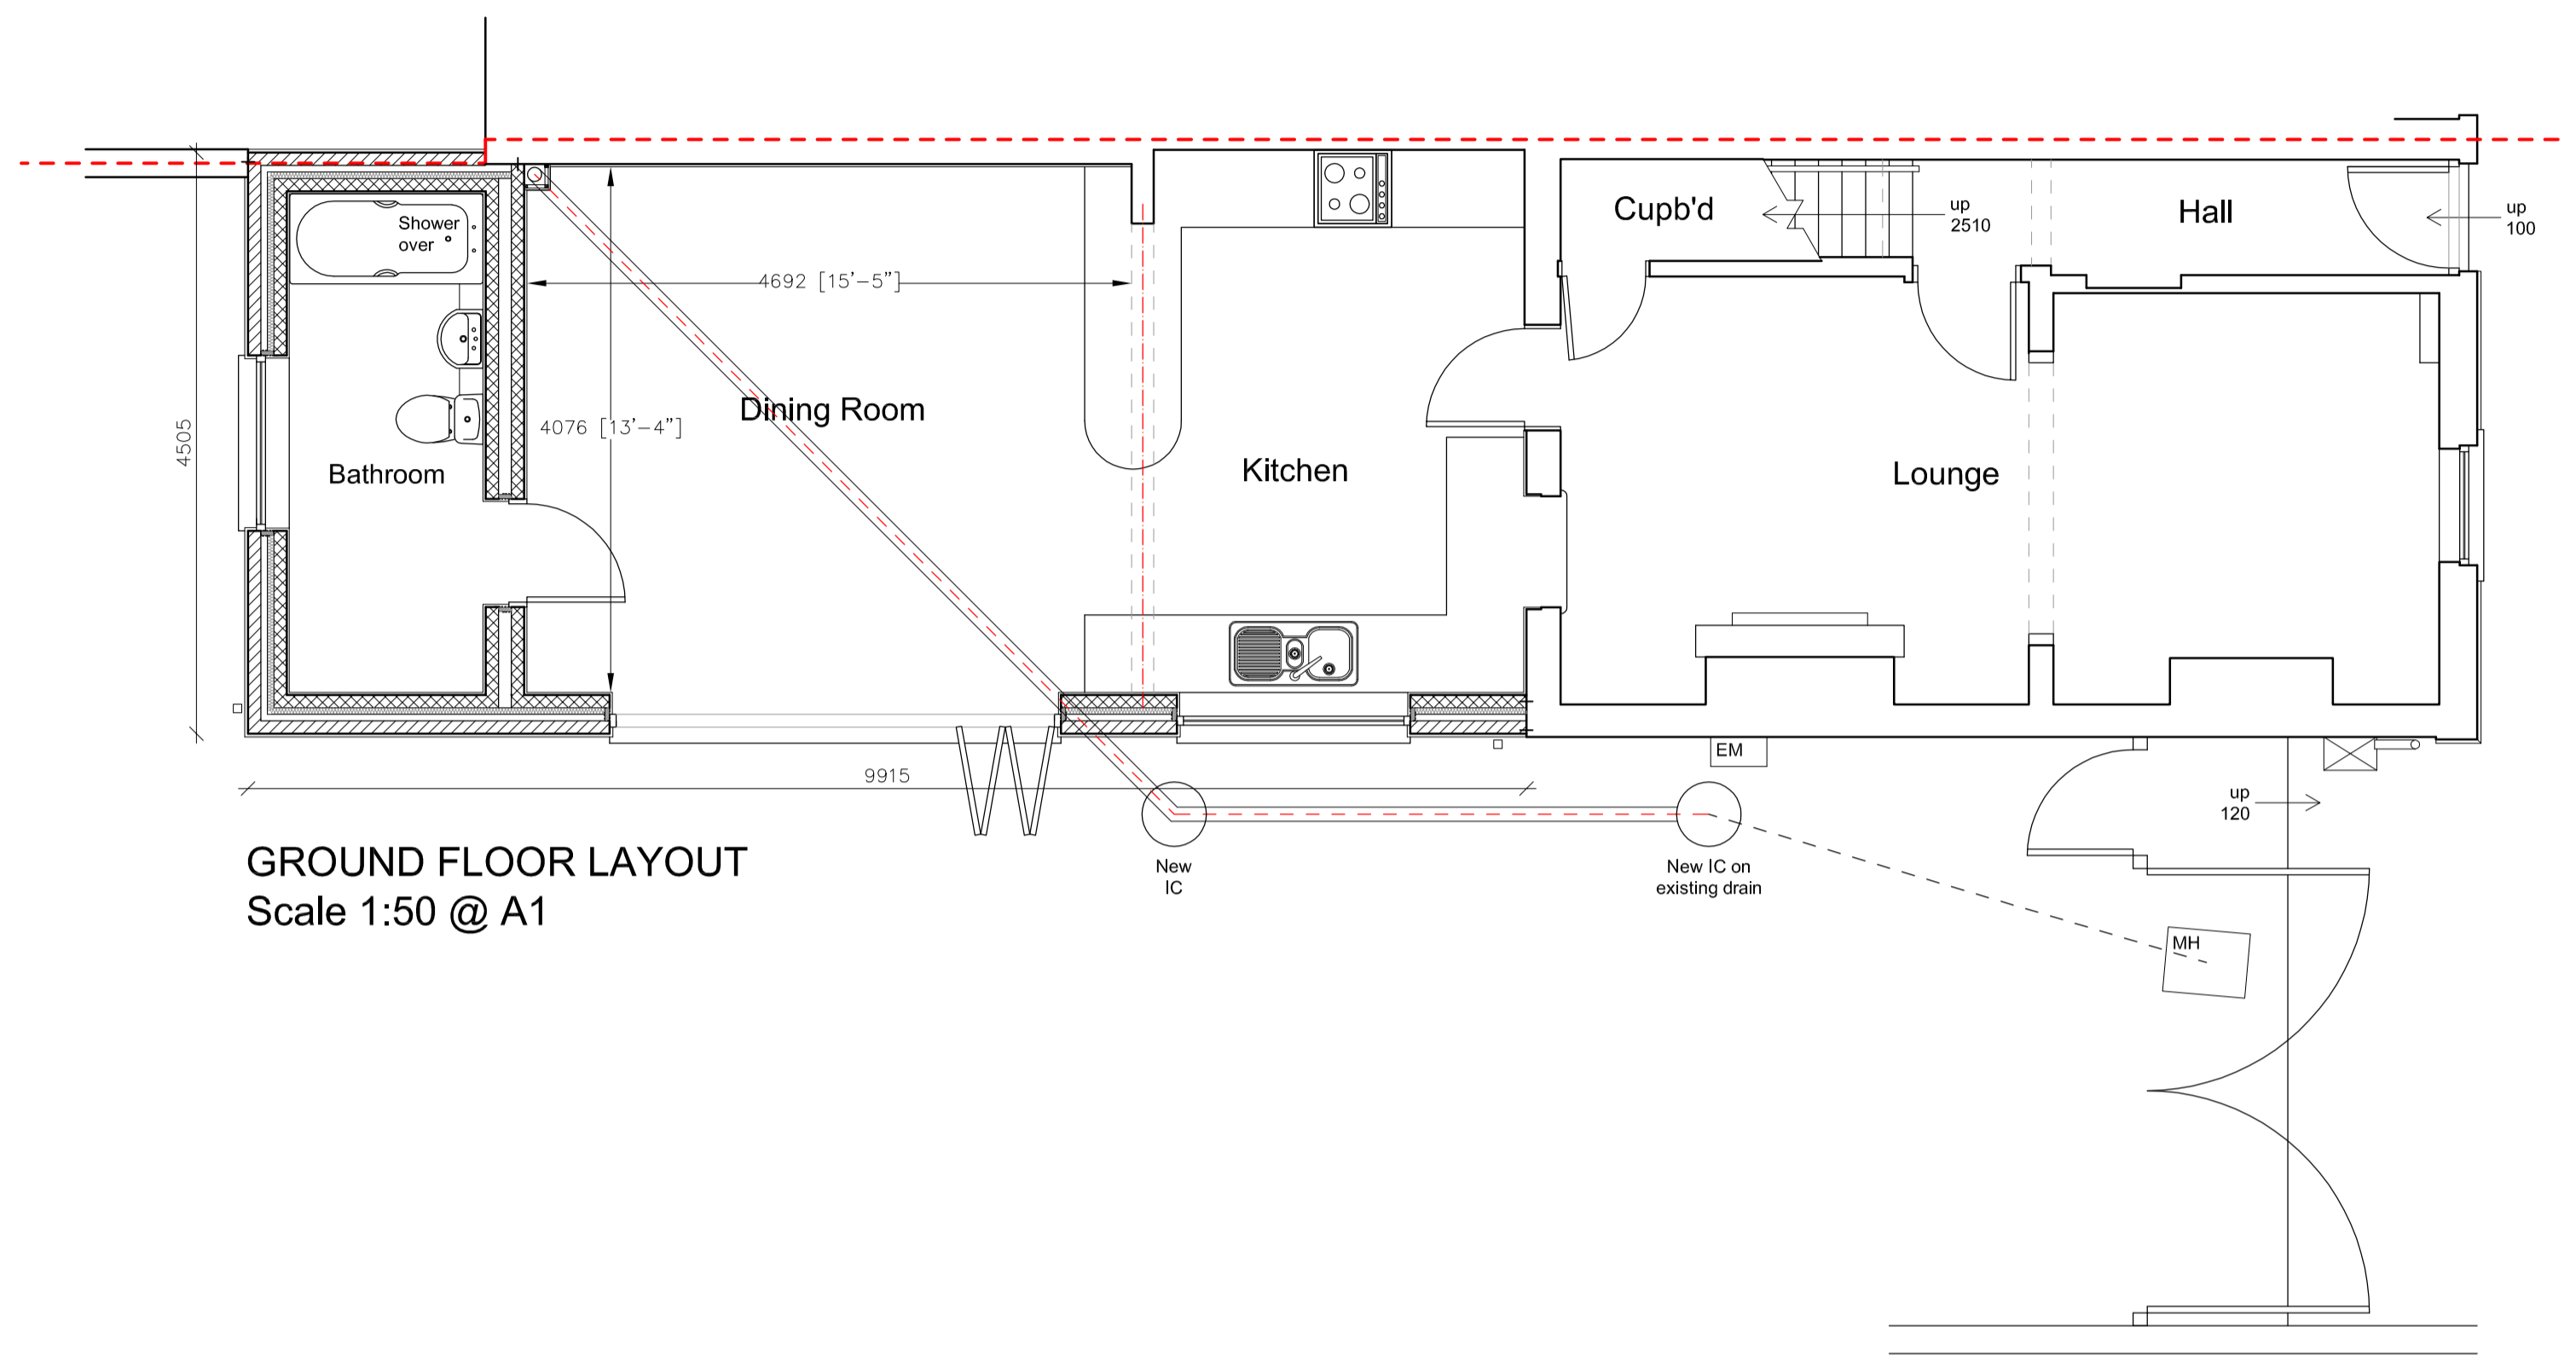 Shower
over
Cupb'd
up
2510
Hall
up
100
4692 [15'-5"]
Dining Room
4076 [13'-4"]
4505
Bathroom
Kitchen
Lounge
EM
9915
up
120
GROUND FLOOR LAYOUT
Scale 1:50 @ A1
New
IC
New IC on
existing drain
MH